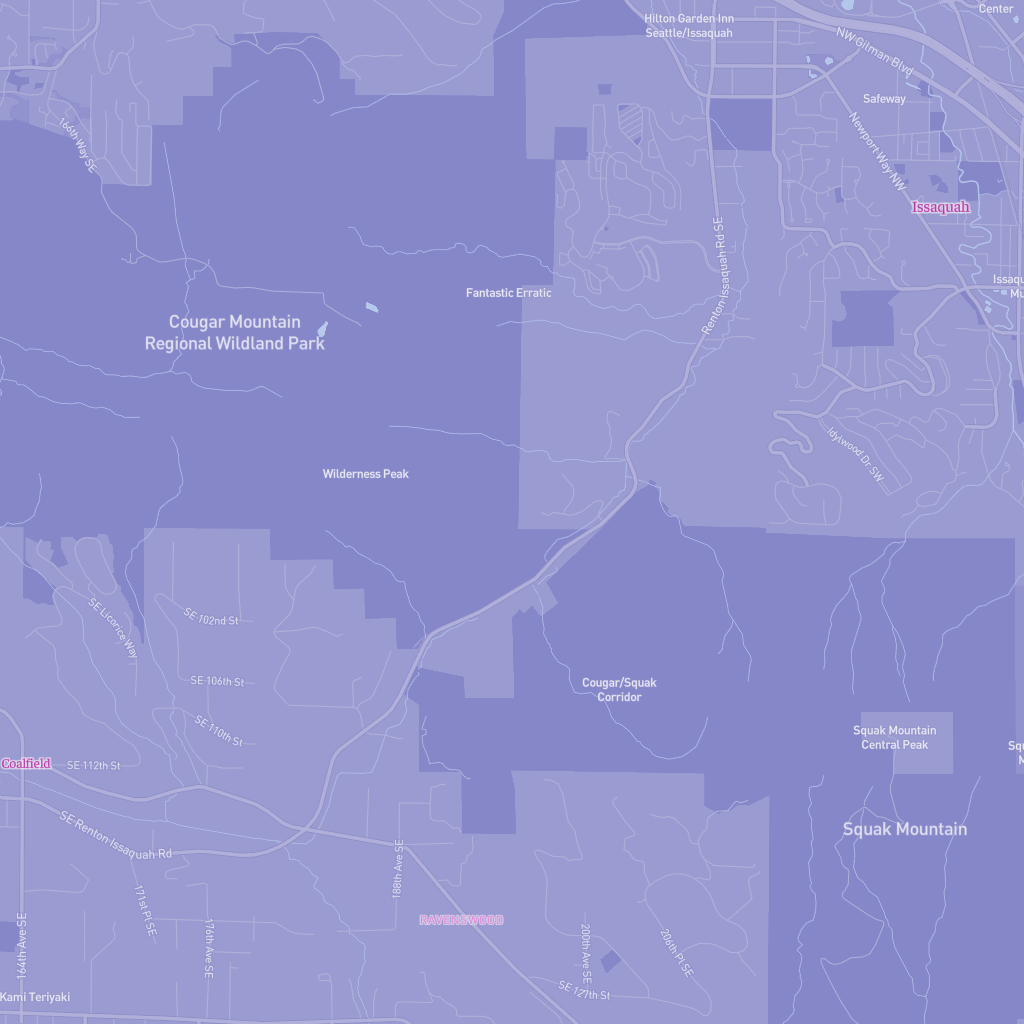 Center
Hilton Garden Inn
Seattle/Issaquah
NW Gilman Blvd
Safeway
166th Way SE
Newport Way NW
Issaquah
Renton Issaquah Rd SE
Issaqu
Mu
Fantastic Erratic
Cougar Mountain
Regional Wildland Park
Idylwood Dr SW
Wilderness Peak
SE Licorice Way
SE 102nd St
SE 106th St
SE 110th St
Cougar/Squak
Corridor
Squak Mountain
Central Peak
Squ
M
Coalfield
SE 112th St
SE Renton Issaquah Rd
Squak Mountain
188th Ave SE
171st Pl SE
164th Ave SE
176th Ave SE
RAVENSWOOD
200th Ave SE
206th Pl SE
SE 127th St
Kami Teriyaki